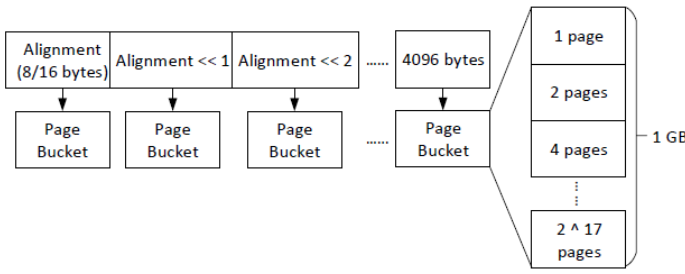 Alignment
(8/16 bytes)
Alignment << 1
Alignment << 2
......
4096 bytes
Page
Bucket
Page
Bucket
Page
Bucket
......
Page
Bucket
1 page
2 pages
4 pages
2 ^ 17
pages
1 GB